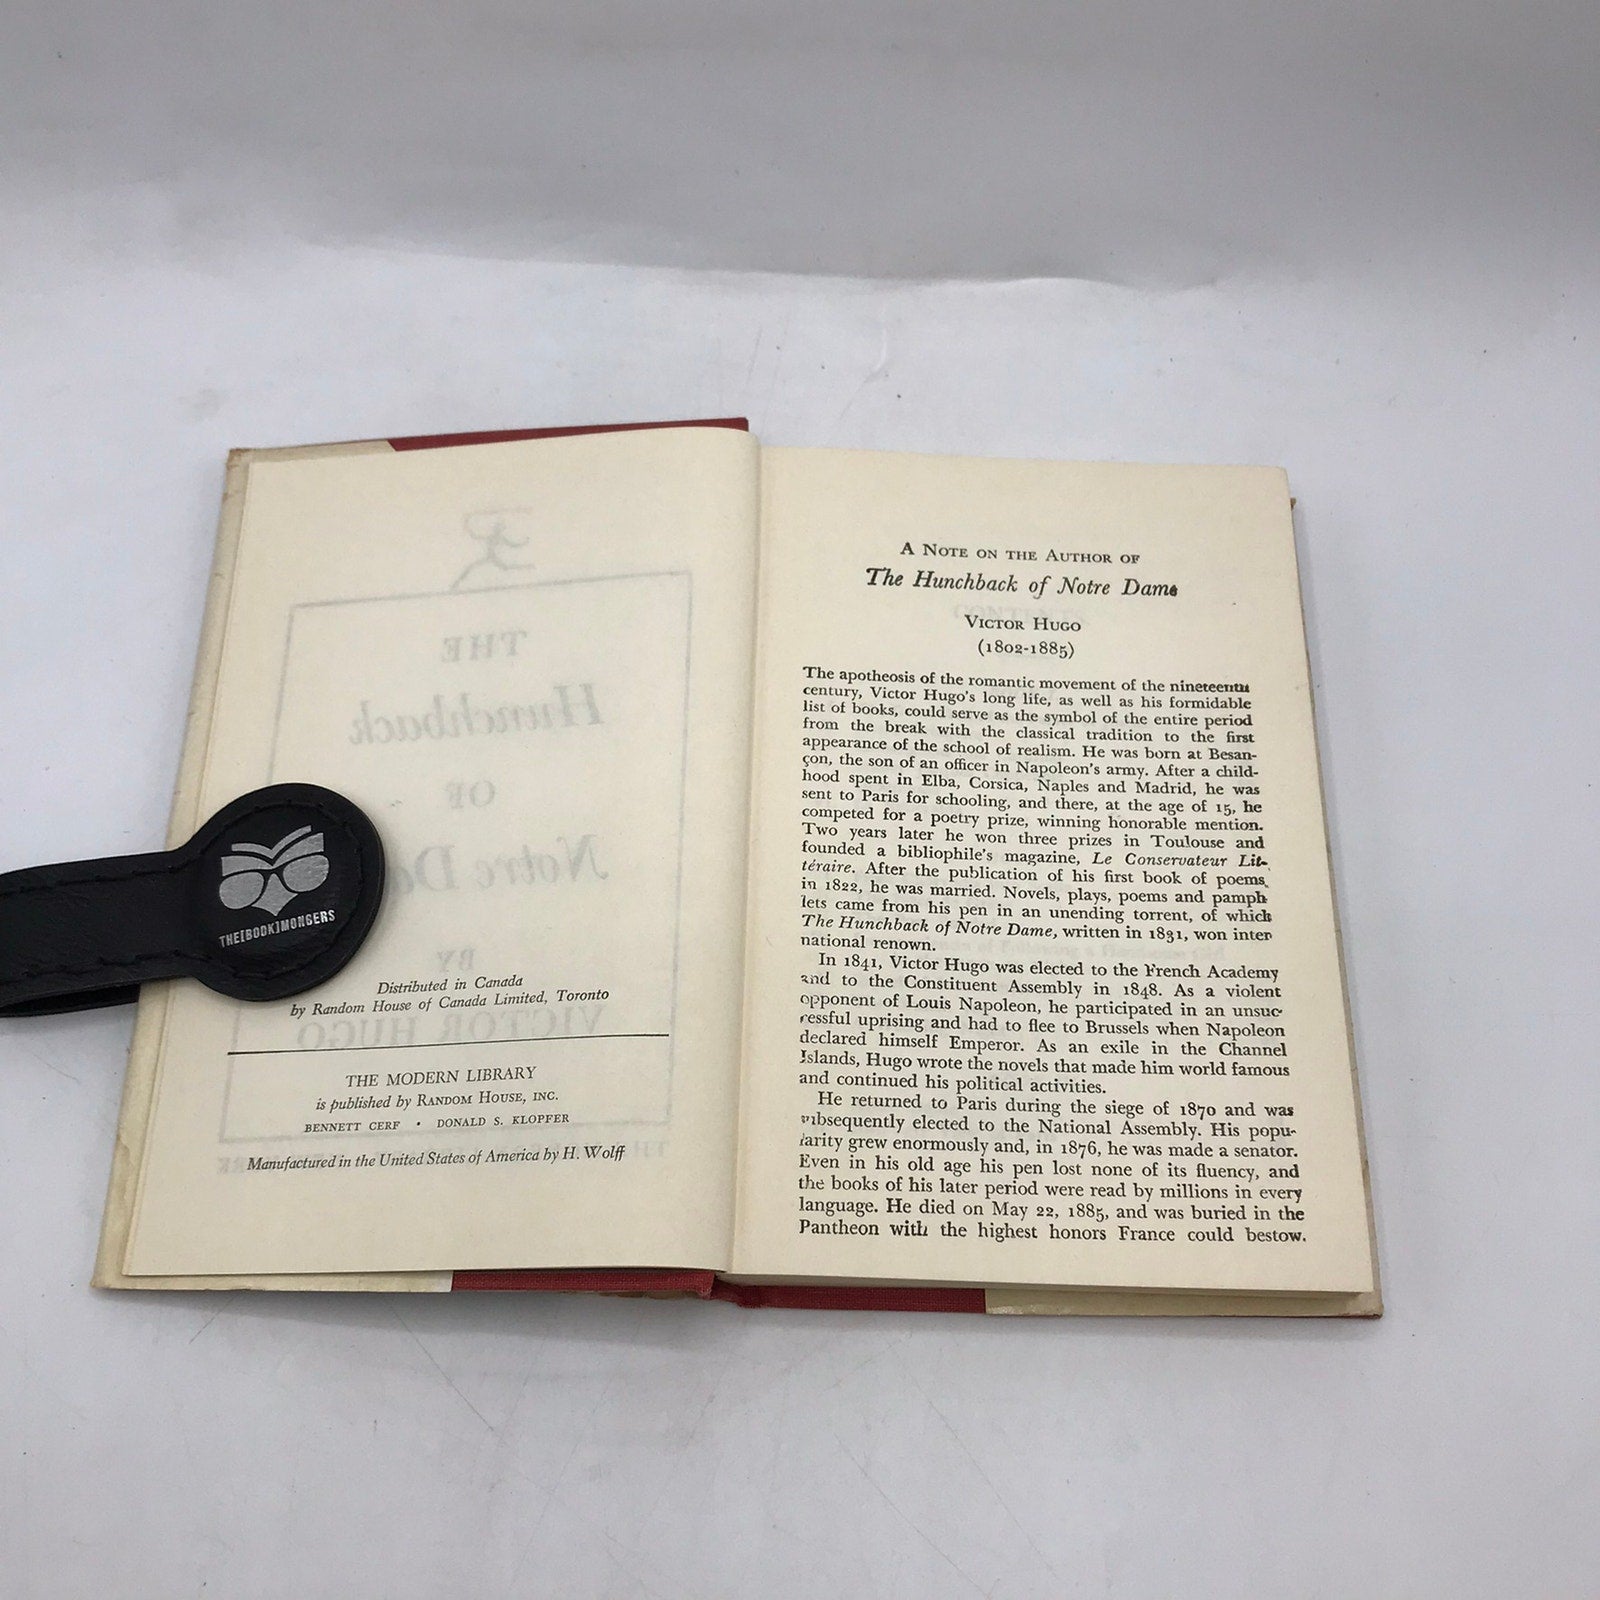 THE[BOOK]MONGERS
Distributed in Canada
by Random House of Canada Limited, Toronto
THE MODERN LIBRARY
is published by RANDOM HOUSE, INC.
BENNETT CERF • DONALD S. KLOPFER
Manufactured in the United States of America by H. Wolff
THE
Hunchback
OF
Notre Da
BY
VICTOR HUGO
A NOTE ON THE AUTHOR OF
The Hunchback of Notre Dame
VICTOR HUGO
(1802-1885)
The apotheosis of the romantic movement of the nineteenth
century, Victor Hugo's long life, as well as his formidable
list of books, could serve as the symbol of the entire period
from the break with the classical tradition to the first
appearance of the school of realism. He was born at Besan-
çon, the son of an officer in Napoleon's army. After a child-
hood spent in Elba, Corsica, Naples and Madrid, he was
sent to Paris for schooling, and there, at the age of 15, he
competed for a poetry prize, winning honorable mention.
Two years later he won three prizes in Toulouse and
founded a bibliophile's magazine, Le Conservateur Lit-
téraire. After the publication of his first book of poems,
in 1822, he was married. Novels, plays, poems and pamph
lets came from his pen in an unending torrent, of which
The Hunchback of Notre Dame, written in 1831, won inter
national renown.
In 1841, Victor Hugo was elected to the French Academy
and to the Constituent Assembly in 1848. As a violent
opponent of Louis Napoleon, he participated in an unsuc-
cessful uprising and had to flee to Brussels when Napoleon
declared himself Emperor. As an exile in the Channel
Islands, Hugo wrote the novels that made him world famous
and continued his political activities.
He returned to Paris during the siege of 1870 and was
subsequently elected to the National Assembly. His popu-
larity grew enormously and, in 1876, he was made a senator.
Even in his old age his pen lost none of its fluency, and
the books of his later period were read by millions in every
language. He died on May 22, 1885, and was buried in the
Pantheon with the highest honors France could bestow.